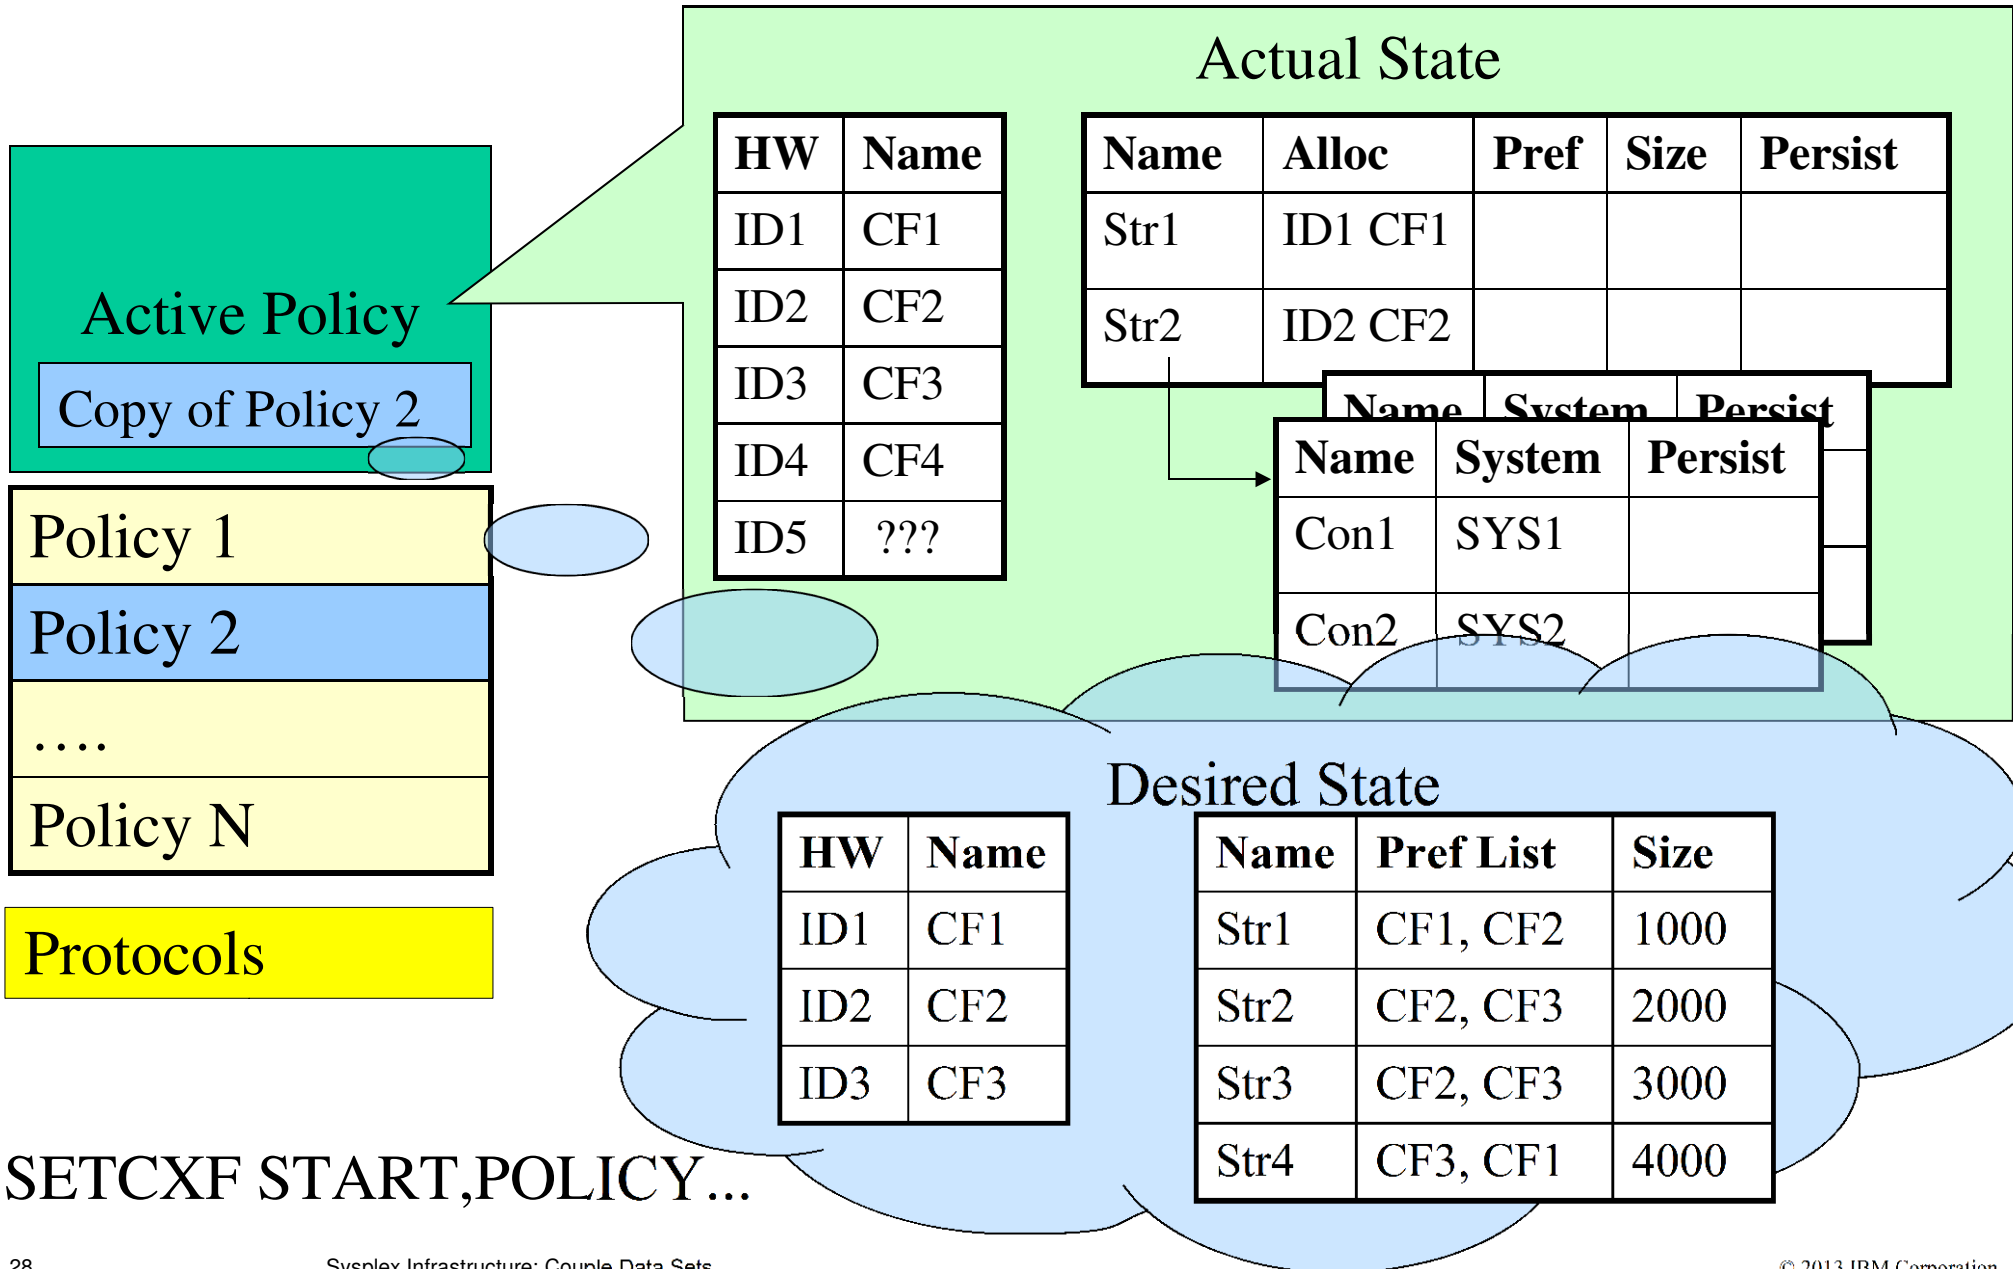 Actual State
HW Name
ID1 CF1
ID2 CF2
ID3 CF3
ID4 CF4
ID5 ???
Name Alloc Pref Size Persist
Str1 ID1 CF1
Str2 ID2 CF2
Name System Persist
Name System Persist
Con1 SYS1
Con2 SYS2
Active Policy
Copy of Policy 2
Policy 1
Policy 2
....
Policy N
Protocols
Desired State
HW Name
ID1 CF1
ID2 CF2
ID3 CF3
Name Pref List Size
Str1 CF1, CF2 1000
Str2 CF2, CF3 2000
Str3 CF2, CF3 3000
Str4 CF3, CF1 4000
SETCXF START,POLICY...
28 Sysplex Infrastructure: Couple Data Sets © 2013 IBM Corporation